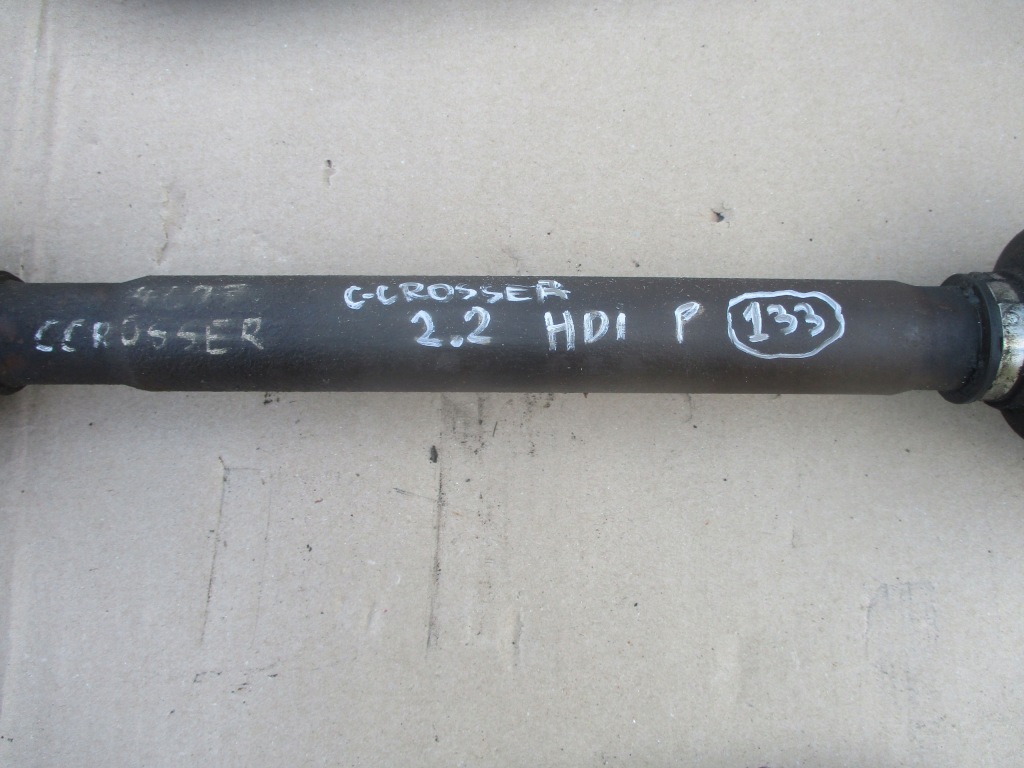 C-CROSSER
2.2 HDI P 133
CCROSSER